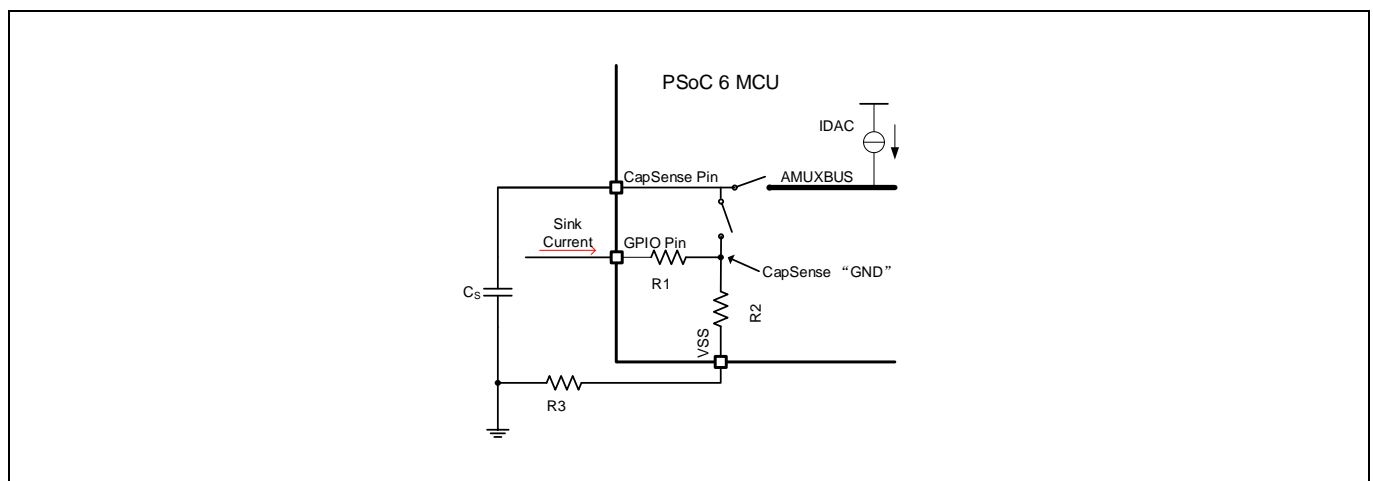 PSoC 6 MCU
IDAC
CapSense Pin
AMUXBUS
Sink
Current
GPIO Pin
R1
CapSense “GND”
CS
R2
VSS
R3